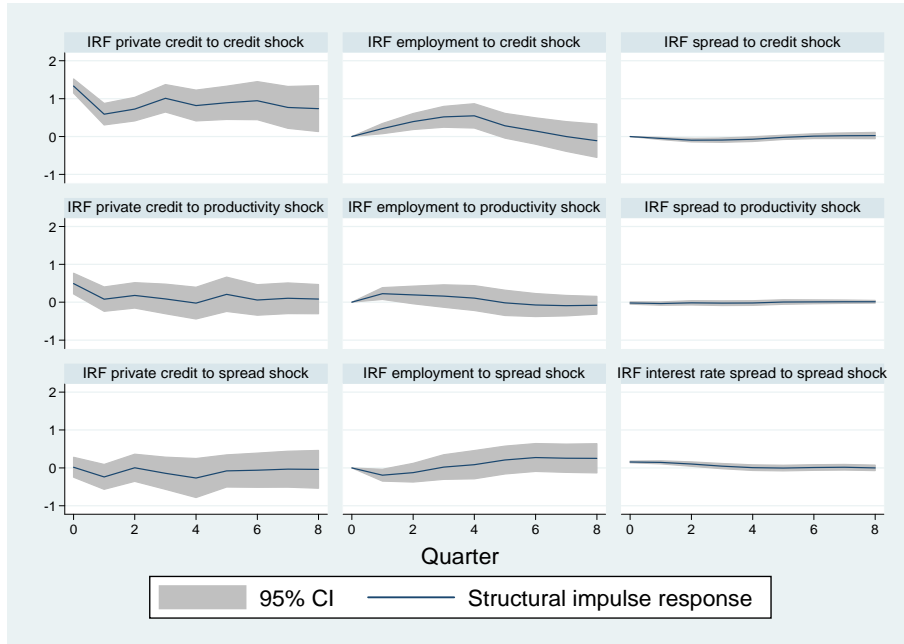 IRF private credit to credit shock
IRF employment to credit shock
IRF spread to credit shock
2
1
0
-1
IRF private credit to productivity shock
IRF employment to productivity shock
IRF spread to productivity shock
2
1
0
-1
IRF private credit to spread shock
IRF employment to spread shock
IRF interest rate spread to spread shock
2
1
0
-1
0 2 4 6 8
0 2 4 6 8
0 2 4 6 8
Quarter
95% CI
Structural impulse response